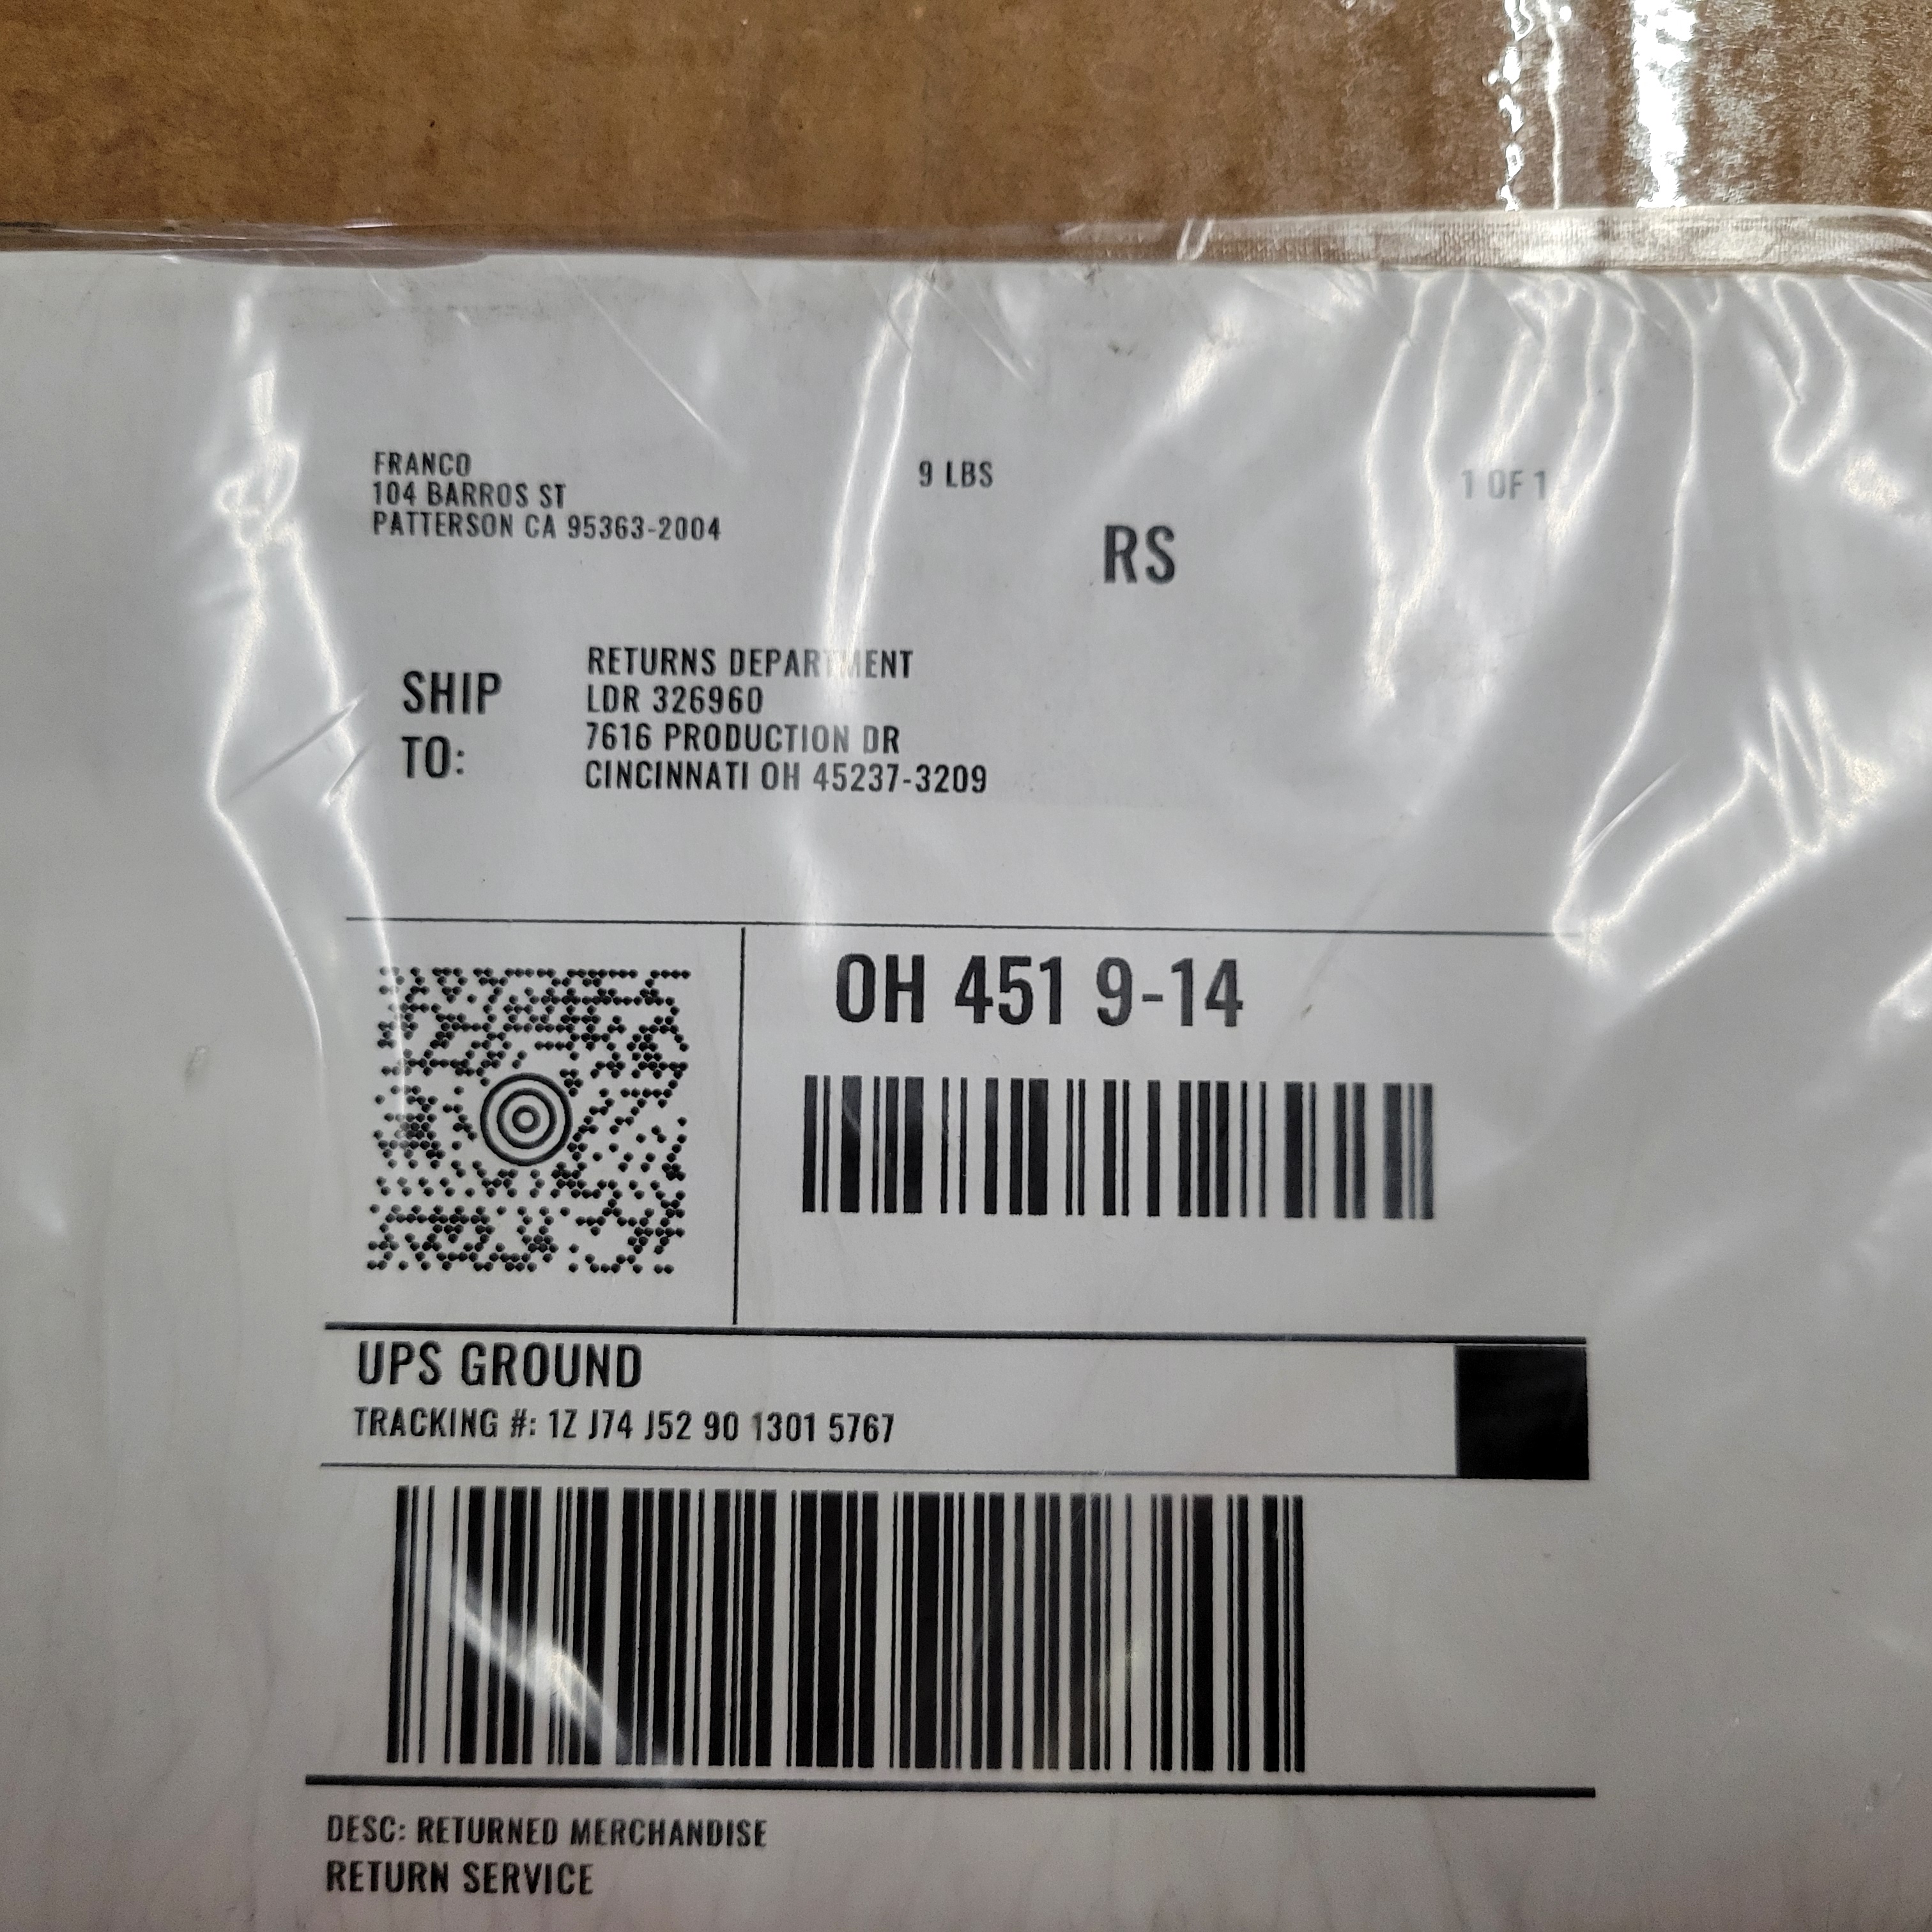 FRANCO
104 BARROS ST
PATTERSON CA 95363-2004
9 LBS
1 OF 1
RS
SHIP
TO:
RETURNS DEPARTMENT
LDR 326960
7616 PRODUCTION DR
CINCINNATI OH 45237-3209
OH 451 9-14
UPS GROUND
TRACKING #: 1Z J74 J52 90 1301 5767
DESC: RETURNED MERCHANDISE
RETURN SERVICE